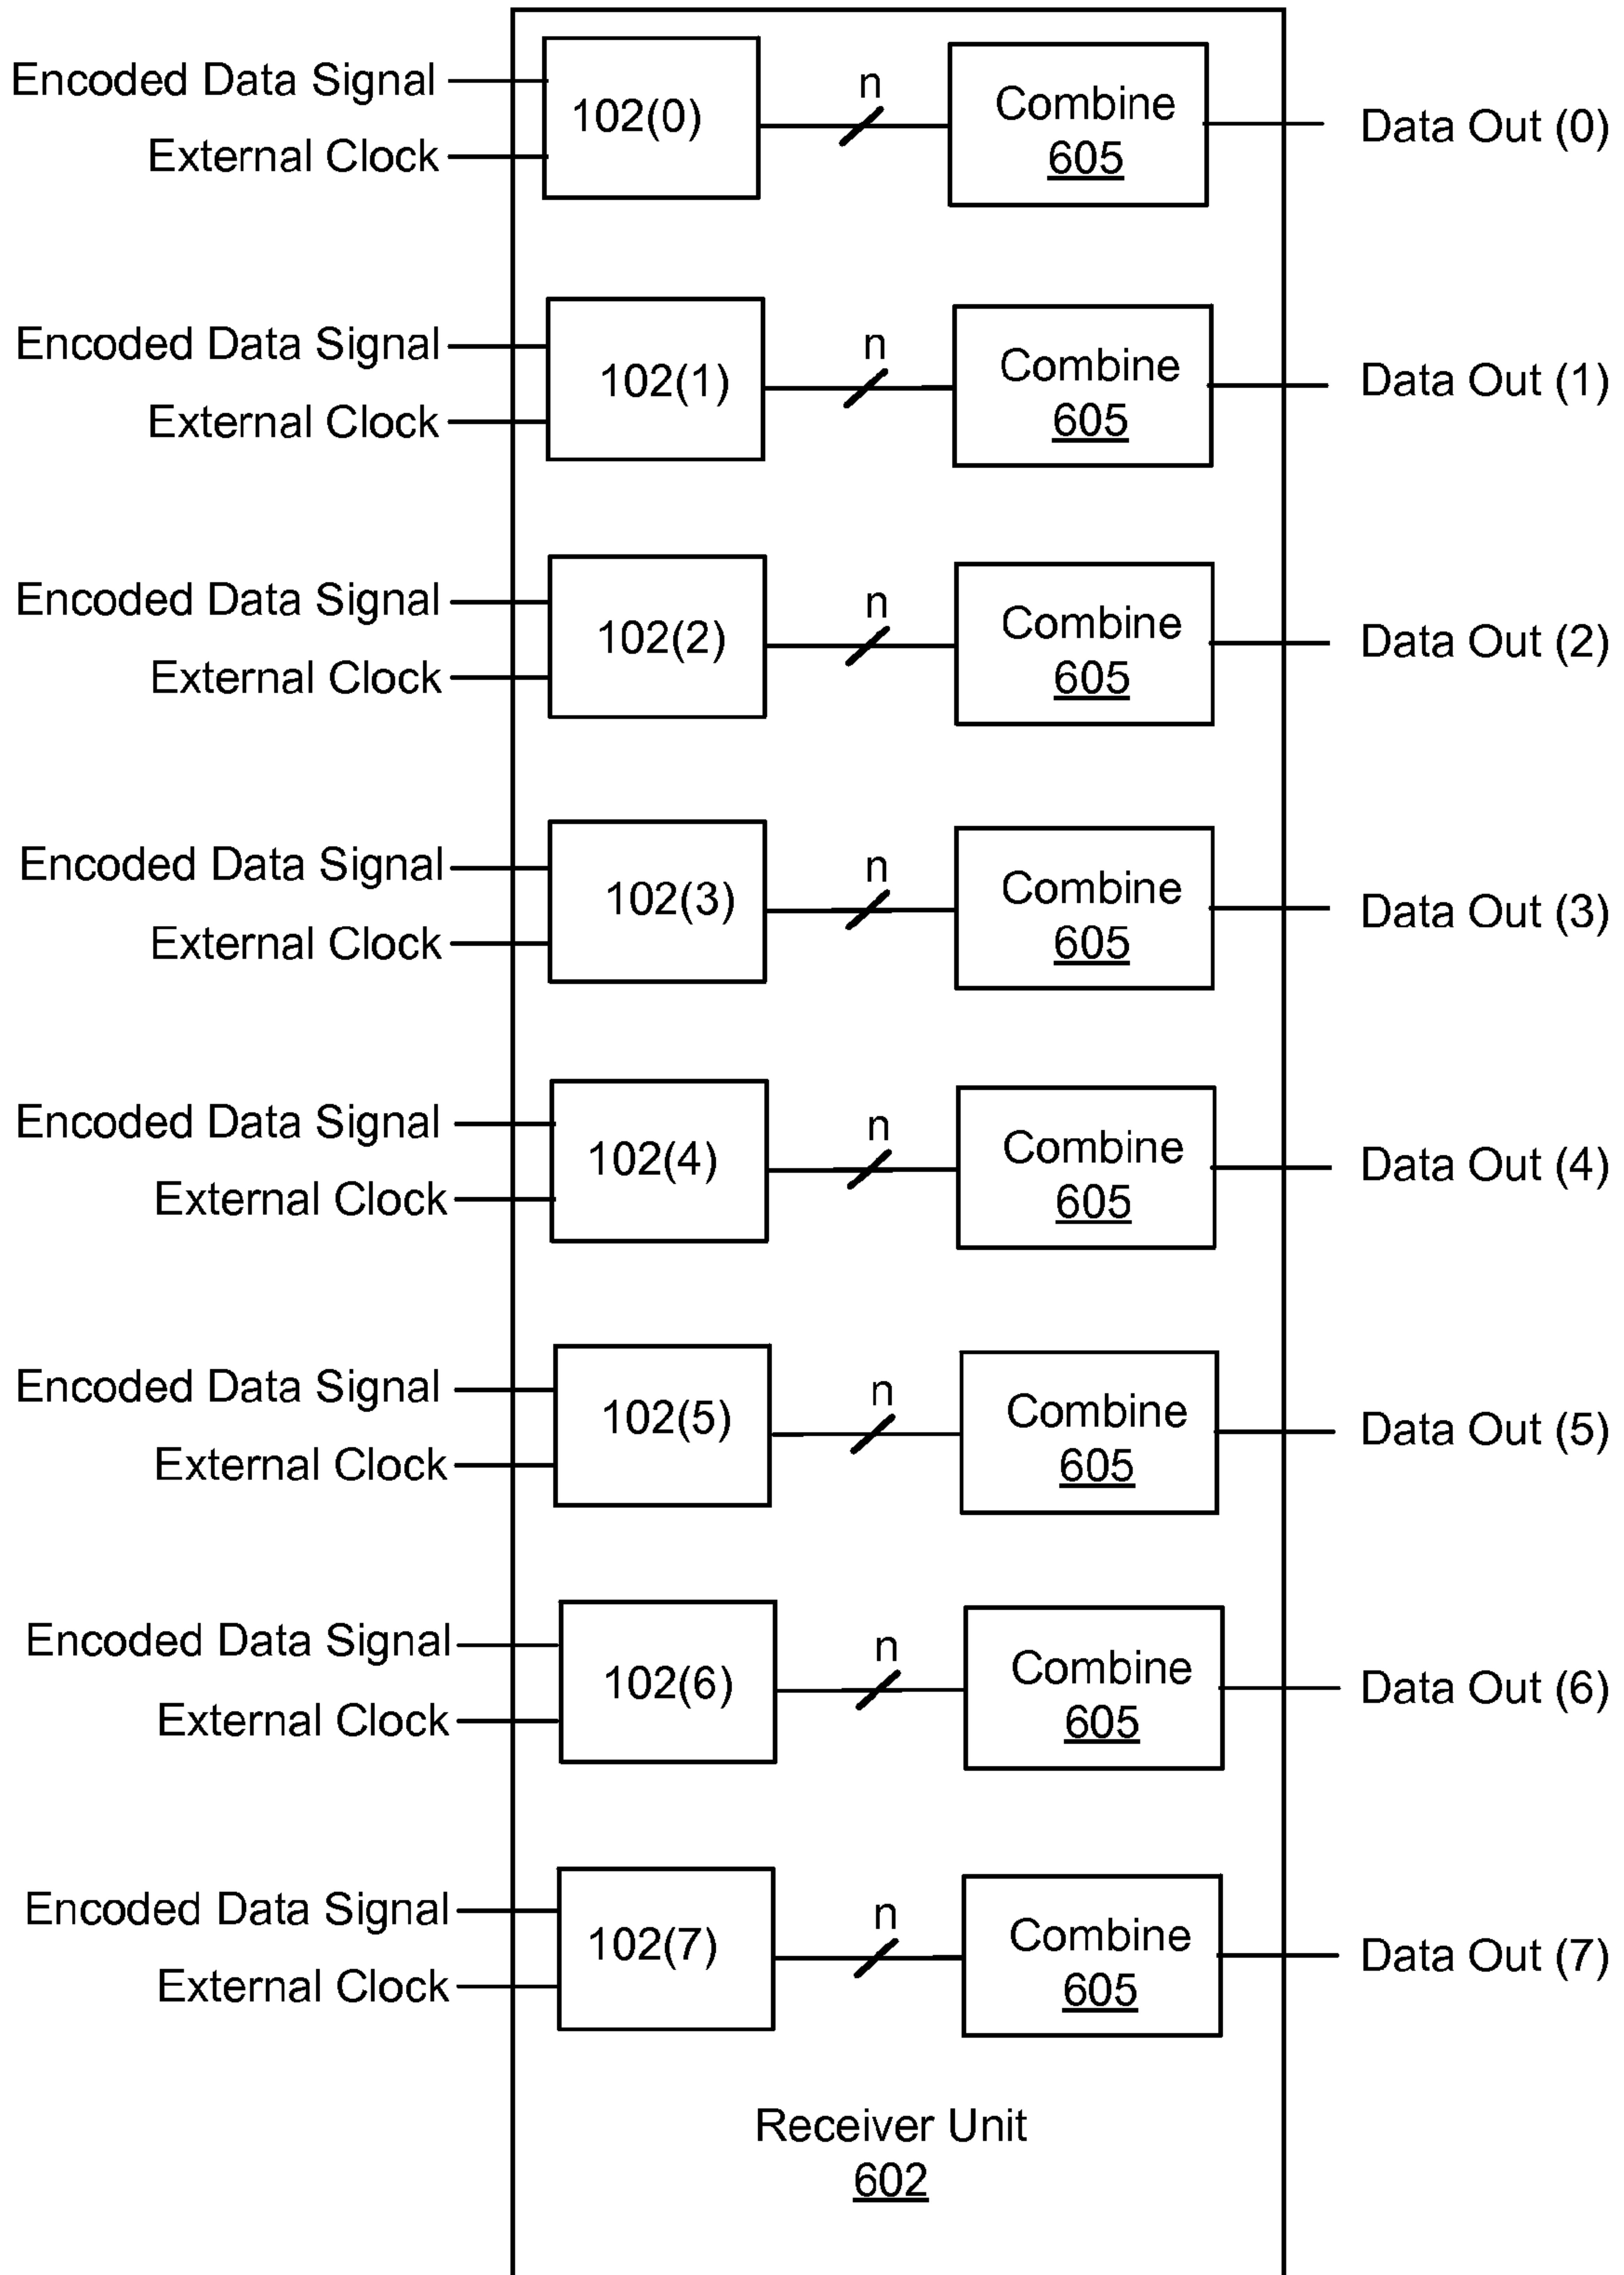 Encoded Data Signal
External Clock
102(0)
n
Combine
605
Data Out (0)
Encoded Data Signal
External Clock
102(1)
n
Combine
605
Data Out (1)
Encoded Data Signal
External Clock
102(2)
n
Combine
605
Data Out (2)
Encoded Data Signal
External Clock
102(3)
n
Combine
605
Data Out (3)
Encoded Data Signal
External Clock
102(4)
n
Combine
605
Data Out (4)
Encoded Data Signal
External Clock
102(5)
n
Combine
605
Data Out (5)
Encoded Data Signal
External Clock
102(6)
n
Combine
605
Data Out (6)
Encoded Data Signal
External Clock
102(7)
n
Combine
605
Data Out (7)
Receiver Unit
602